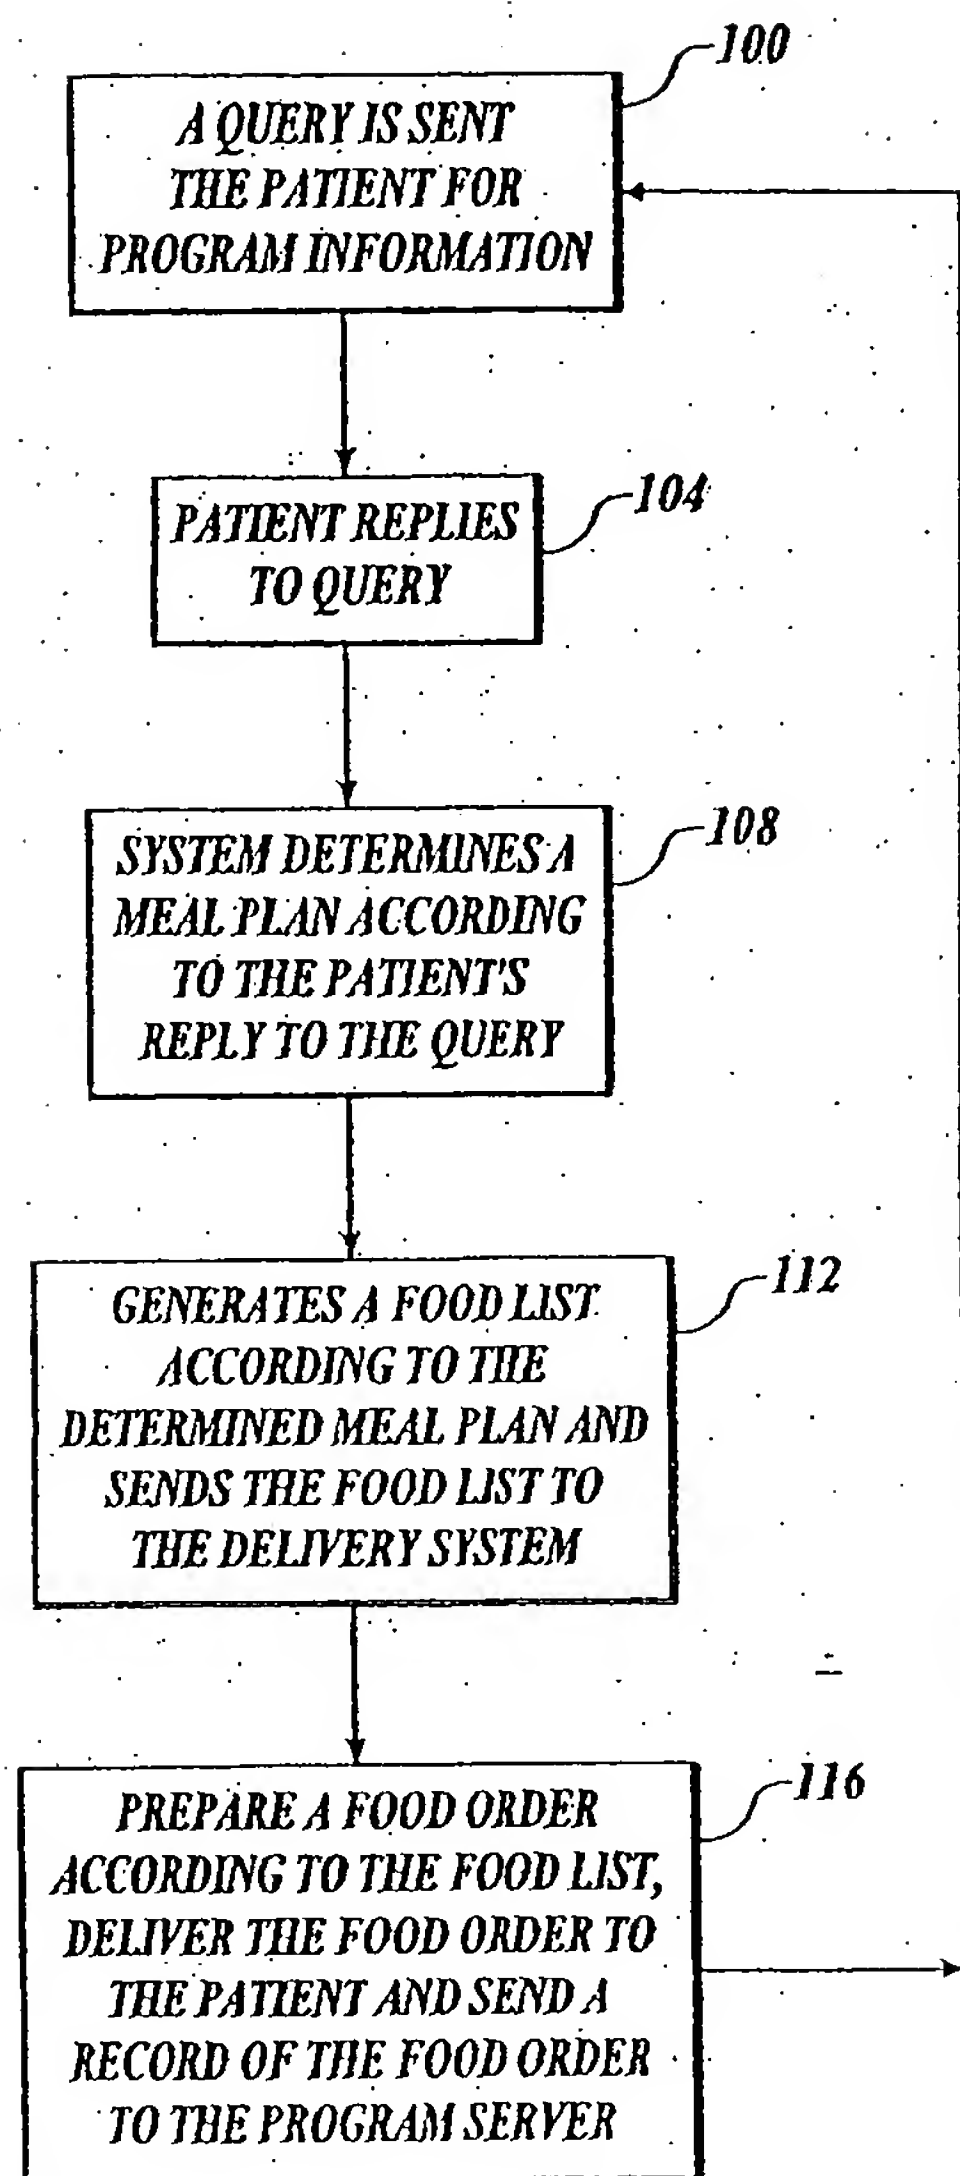 100
A QUERY IS SENT
THE PATIENT FOR
PROGRAM INFORMATION
104
PATIENT REPLIES
TO QUERY
108
SYSTEM DETERMINES A
MEAL PLAN ACCORDING
TO THE PATIENT'S
REPLY TO THE QUERY
112
GENERATES A FOOD LIST
ACCORDING TO THE
DETERMINED MEAL PLAN AND
SENDS THE FOOD LIST TO
THE DELIVERY SYSTEM
116
PREPARE A FOOD ORDER
ACCORDING TO THE FOOD LIST,
DELIVER THE FOOD ORDER TO
THE PATIENT AND SEND A
RECORD OF THE FOOD ORDER
TO THE PROGRAM SERVER